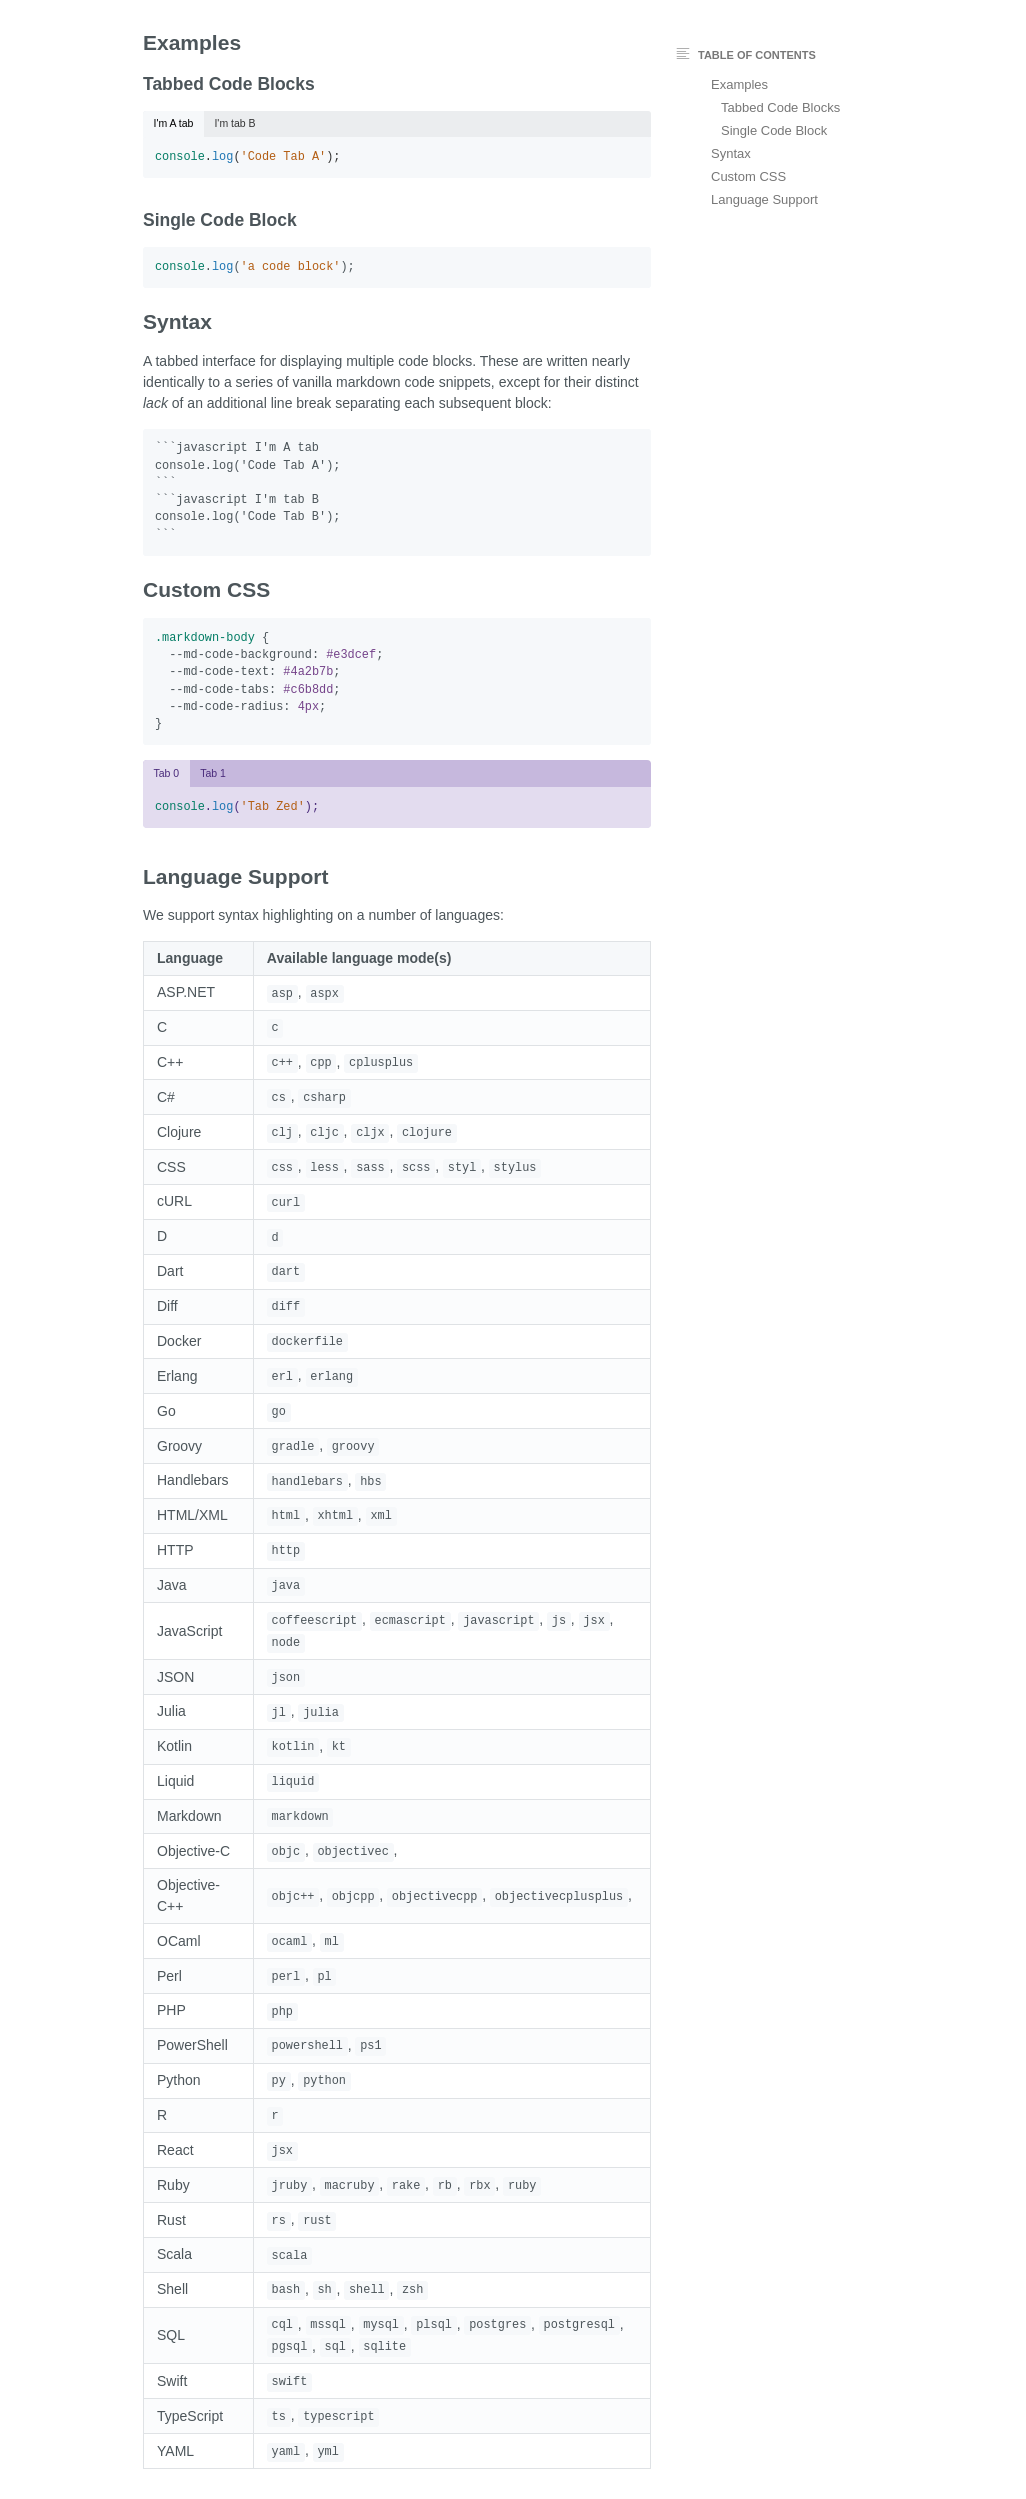 Examples
Tabbed Code Blocks
I'm A tab I'm tab B
console.log('Code Tab A');
Single Code Block
console.log('a code block');
Syntax
A tabbed interface for displaying multiple code blocks. These are written nearly
identically to a series of vanilla markdown code snippets, except for their distinct
lack of an additional line break separating each subsequent block:
```javascript I'm A tab
console.log('Code Tab A');
```
```javascript I'm tab B
console.log('Code Tab B');
```
Custom CSS
.markdown-body {
  --md-code-background: #e3dcef;
  --md-code-text: #4a2b7b;
  --md-code-tabs: #c6b8dd;
  --md-code-radius: 4px;
}
Tab 0 Tab 1
console.log('Tab Zed');
Language Support
We support syntax highlighting on a number of languages:
Language Available language mode(s)
ASP.NET asp, aspx
C c
C++ c++, cpp, cplusplus
C# cs, csharp
Clojure clj, cljc, cljx, clojure
CSS css, less, sass, scss, styl, stylus
cURL curl
D d
Dart dart
Diff diff
Docker dockerfile
Erlang erl, erlang
Go go
Groovy gradle, groovy
Handlebars handlebars, hbs
HTML/XML html, xhtml, xml
HTTP http
Java java
JavaScript coffeescript, ecmascript, javascript, js, jsx,
node
JSON json
Julia jl, julia
Kotlin kotlin, kt
Liquid liquid
Markdown markdown
Objective-C objc, objectivec,
Objective-
C++ objc++, objcpp, objectivecpp, objectivecplusplus,
OCaml ocaml, ml
Perl perl, pl
PHP php
PowerShell powershell, ps1
Python py, python
R r
React jsx
Ruby jruby, macruby, rake, rb, rbx, ruby
Rust rs, rust
Scala scala
Shell bash, sh, shell, zsh
SQL cql, mssql, mysql, plsql, postgres, postgresql,
pgsql, sql, sqlite
Swift swift
TypeScript ts, typescript
YAML yaml, yml
TABLE OF CONTENTS
Examples
Tabbed Code Blocks
Single Code Block
Syntax
Custom CSS
Language Support